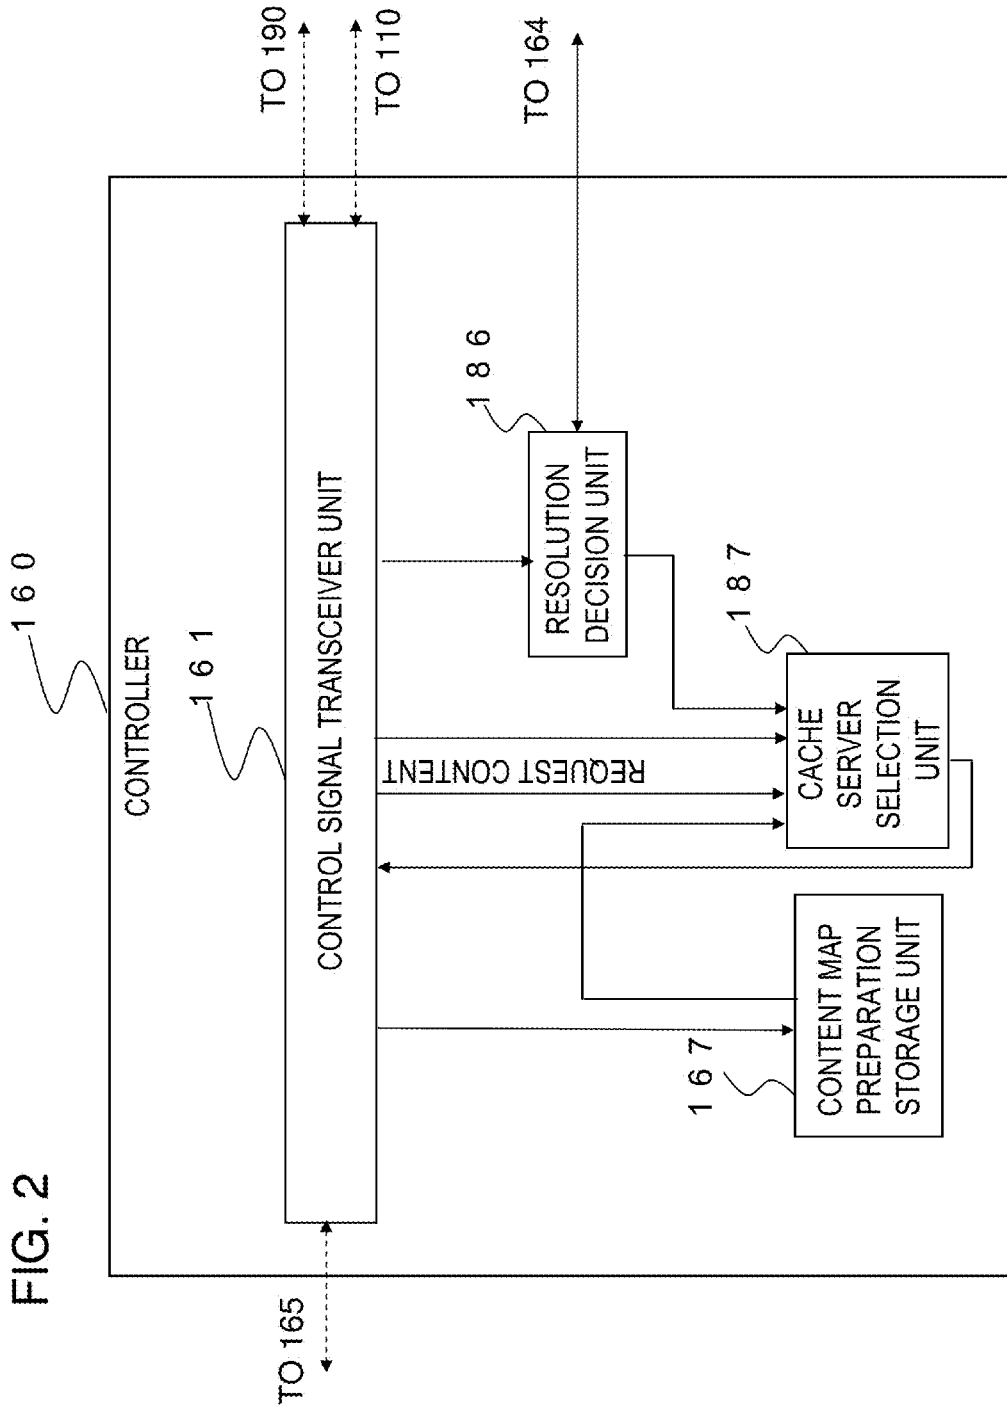 FIG. 2
160
CONTROLLER
161
TO 165
CONTROL SIGNAL TRANSCEIVER UNIT
TO 190
TO 110
REQUEST CONTENT
186
RESOLUTION
DECISION UNIT
TO 164
167
CONTENT MAP
PREPARATION
STORAGE UNIT
187
CACHE
SERVER
SELECTION
UNIT